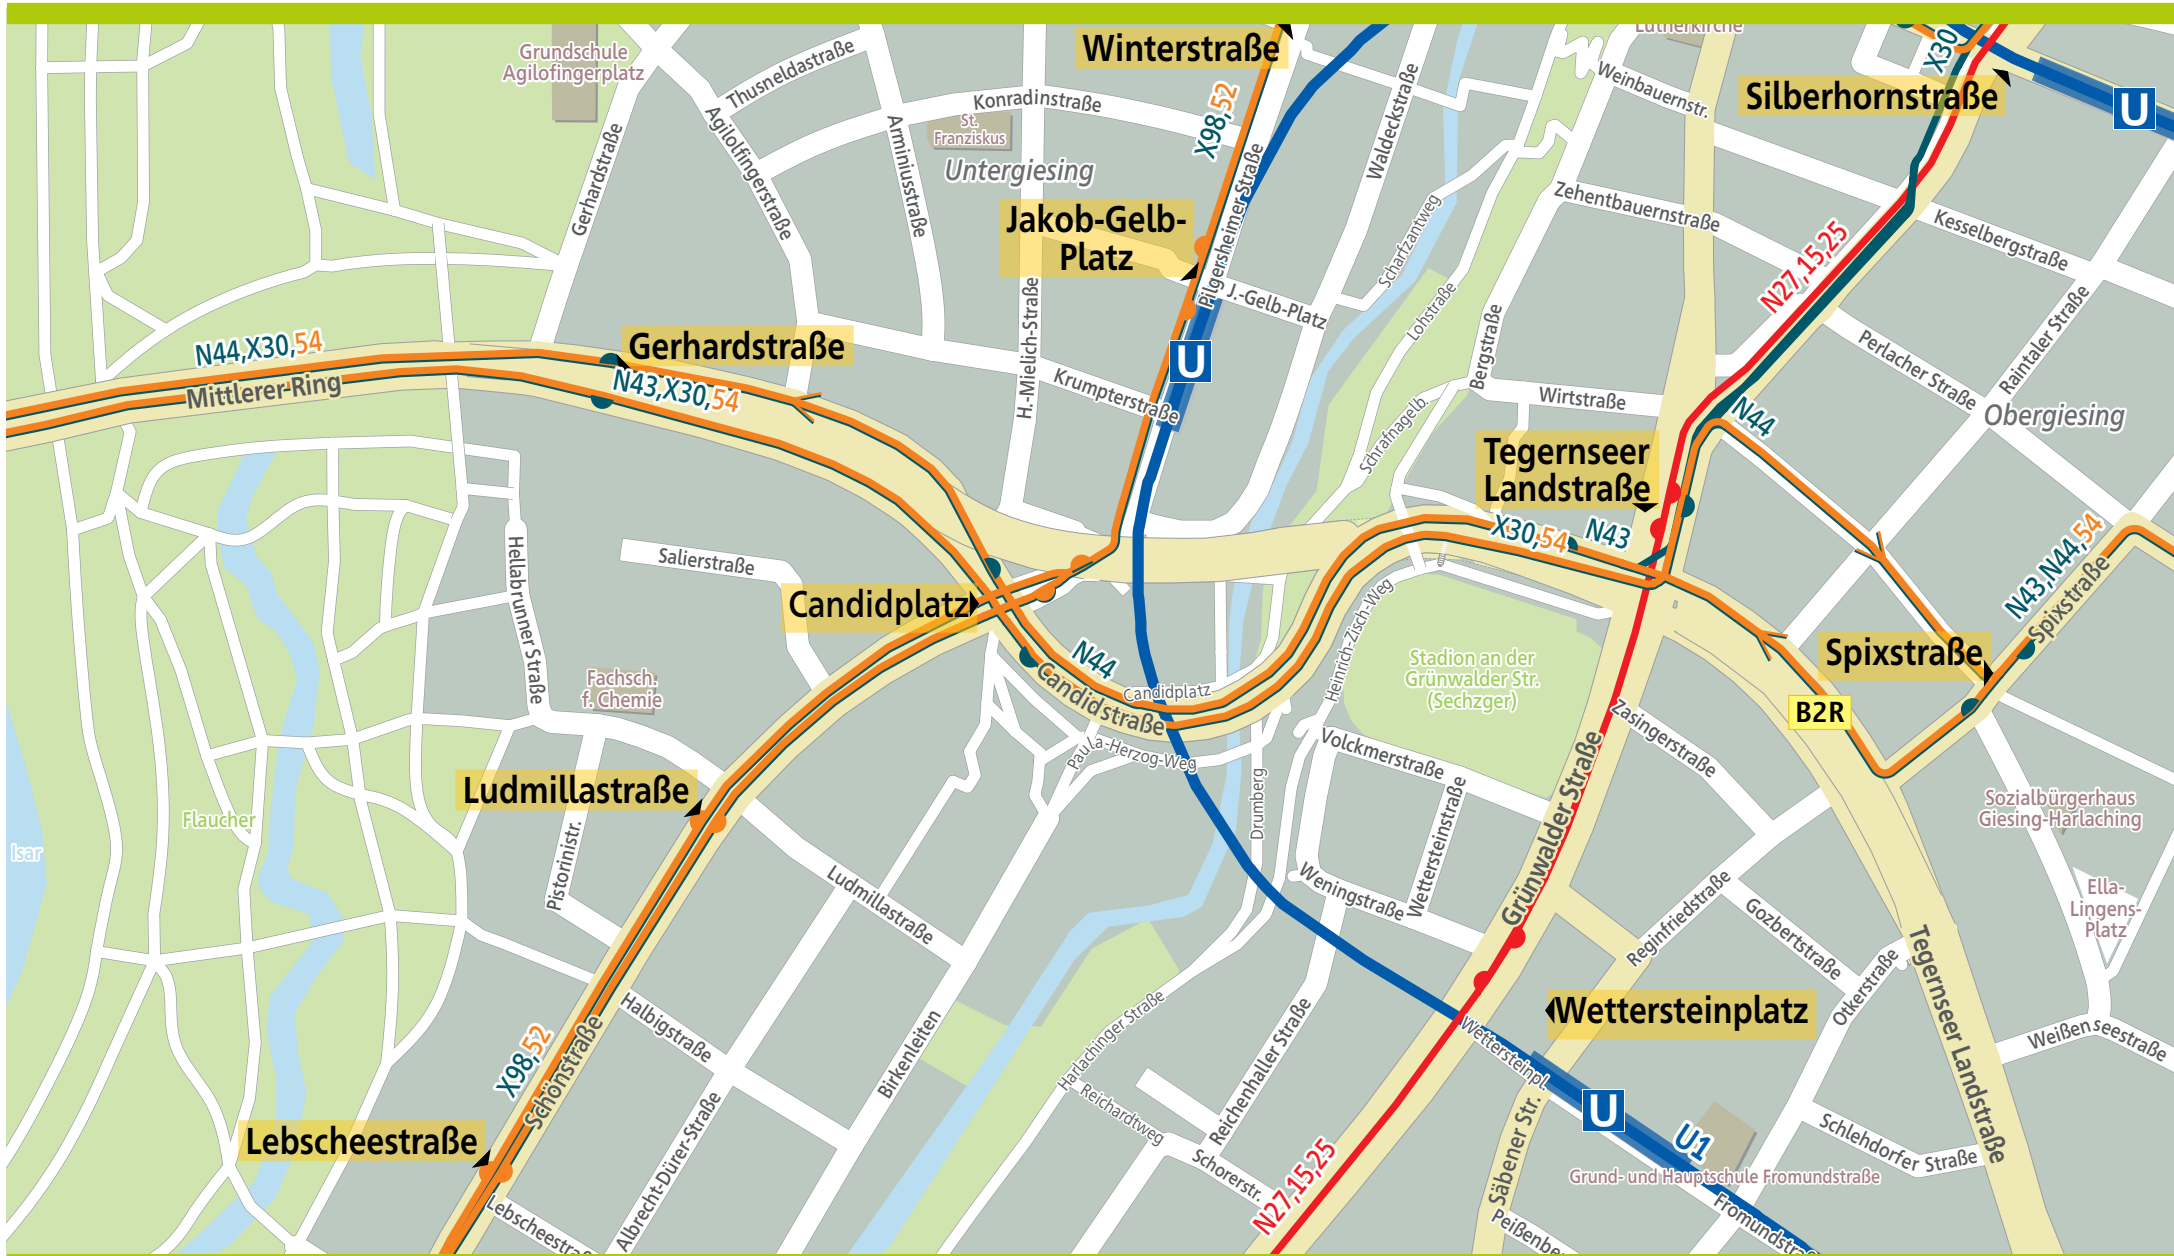 Grundschule
Agilofingerplatz
Thusneldastraße
Winterstraße
Lutherkirche
X30
Silberhornstraße
U
Weinbauernstr.
Konradinstraße
St.
Franziskus
X98,52
Waldeckstraße
Agilolfingerstraße
Arminiusstraße
Gerhardstraße
Untergiesing
Jakob-Gelb-
Platz
Pilgersheimer Straße
Zehentbauernstraße
Kesselbergstraße
Scharfzantweg
N27,15,25
J.-Gelb-Platz
H.-Mielich-Straße
Lohstraße
Bergstraße
Raintaler Straße
Perlacher Straße
N44,X30,54
Mittlerer-Ring
Gerhardstraße
N43,X30,54
U
Krumpterstraße
Wirtstraße
N44
Obergiesing
Schrafnagelb.
Tegernseer
Landstraße
X30,54
N43
Salierstraße
Hellabrunner Straße
Candidplatz
N43,N44,54
Spixstraße
Heinrich-Zisch-Weg
N44
Stadion an der
Grünwalder Str.
(Sechzger)
Spixstraße
Fachsch.
f. Chemie
Candidplatz
Candidstraße
Paula-Herzog-Weg
B2R
Zasingerstraße
Volckmerstraße
Ludmillastraße
Flaucher
Isar
Drumberg
Wettersteinstraße
Grünwalder Straße
Sozialbürgerhaus
Giesing-Harlaching
Pistorinistr.
Ludmillastraße
Weningstraße
Reginfriedstraße
Gozbertstraße
Ella-
Lingens-
Platz
Tegernseer Landstraße
Otkerstraße
Halbigstraße
Wettersteinplatz
Birkenleiten
Harlachinger Straße
Reichenhaller Straße
Wettersteinpl.
Weißenseestraße
X98,52
Schönstraße
Reichardtweg
U
U1
Schlehdorfer Straße
Lebscheestraße
Albrecht-Dürer-Straße
Schorerstr.
Säbener Str.
Grund- und Hauptschule Fromundstraße
N27,15,25
Lebscheestraß
Peißenbe
Fromundstraß